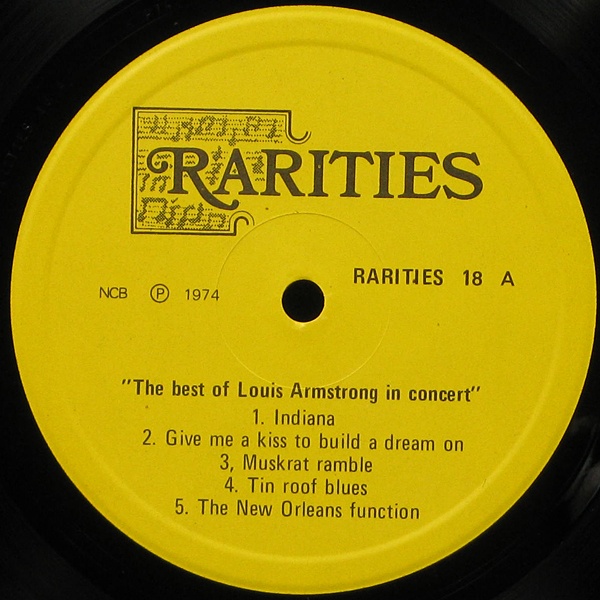 RARITIES
RARITIES 18 A
NCB ℗ 1974
"The best of Louis Armstrong in concert"
1. Indiana
2. Give me a kiss to build a dream on
3, Muskrat ramble
4. Tin roof blues
5. The New Orleans function